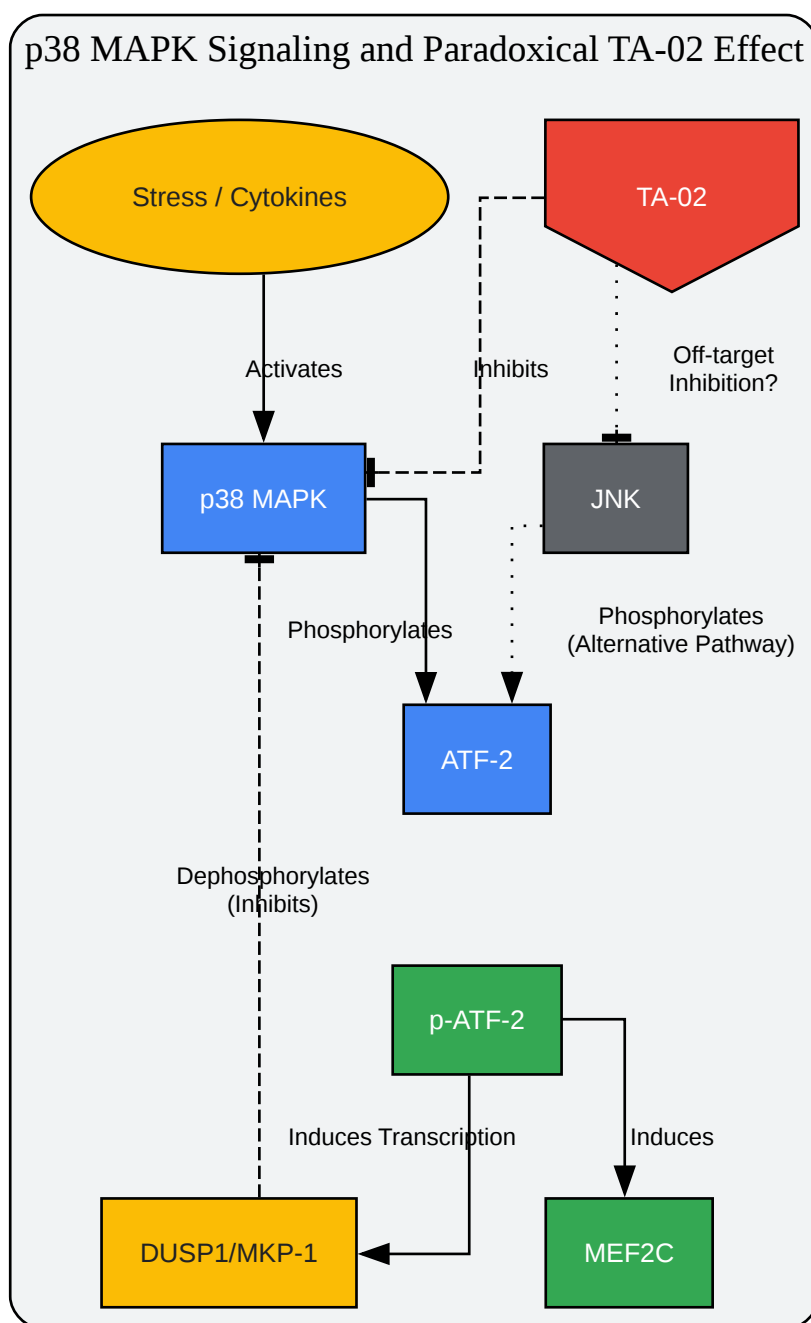 p38 MAPK Signaling and Paradoxical TA-02 Effect
Stress / Cytokines
TA-02
Activates
Inhibits
Off-target
Inhibition?
p38 MAPK
JNK
Phosphorylates
Phosphorylates
(Alternative Pathway)
ATF-2
Dephosphorylates
(Inhibits)
p-ATF-2
Induces Transcription
Induces
DUSP1/MKP-1
MEF2C